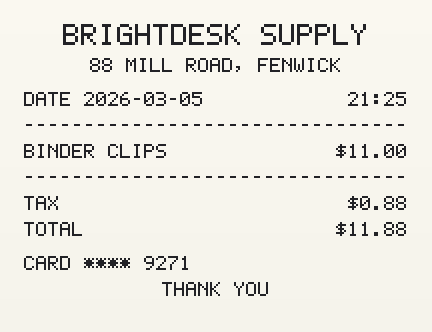 BRIGHTDESK SUPPLY
88 MILL ROAD, FENWICK
DATE 2026-03-05 21:25
--------------------------------
BINDER CLIPS $11.00
--------------------------------
TAX $0.88
TOTAL $11.88
CARD **** 9271
THANK YOU